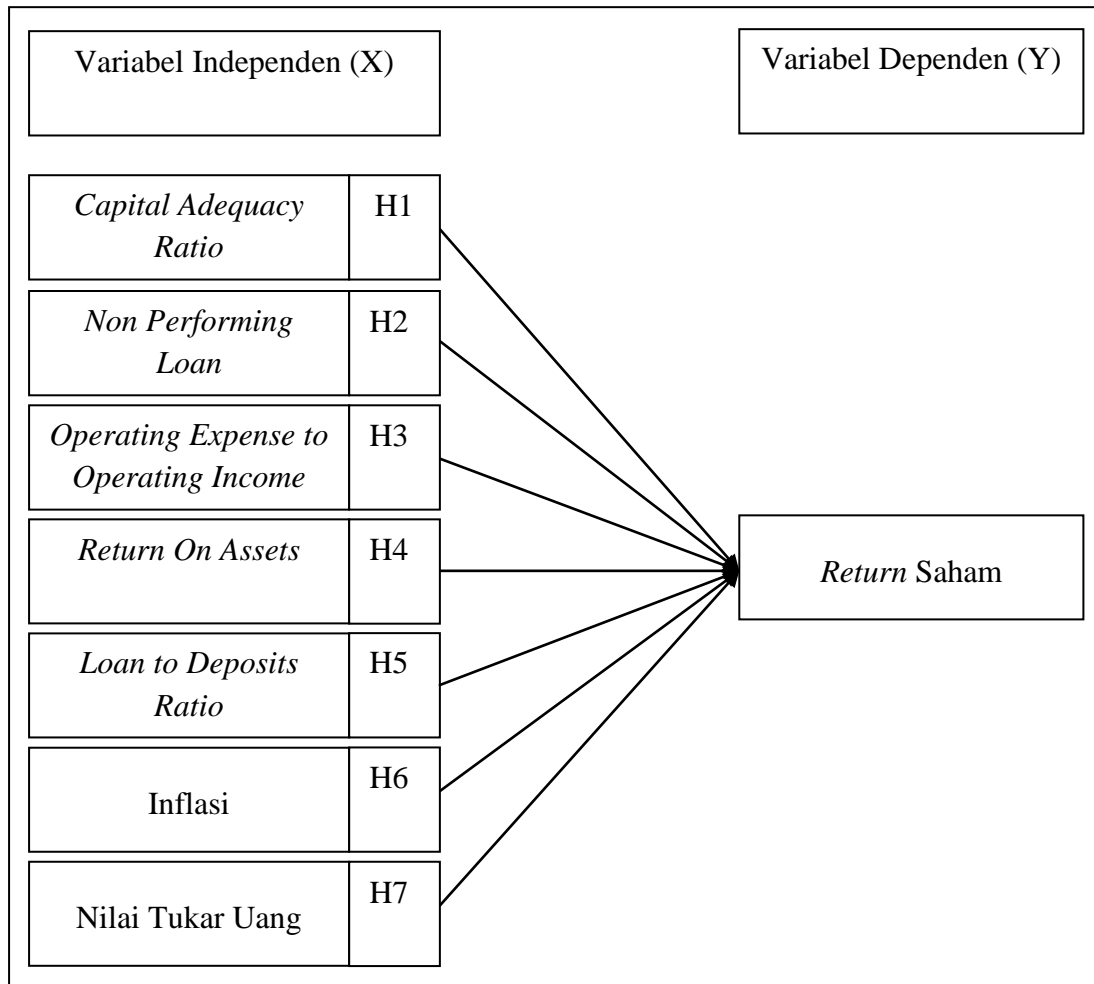 Variabel Independen (X)
Variabel Dependen (Y)
Capital Adequacy
Ratio
H1
Non Performing
Loan
H2
Operating Expense to
Operating Income
H3
Return On Assets
H4
Return Saham
Loan to Deposits
Ratio
H5
Inflasi
H6
Nilai Tukar Uang
H7